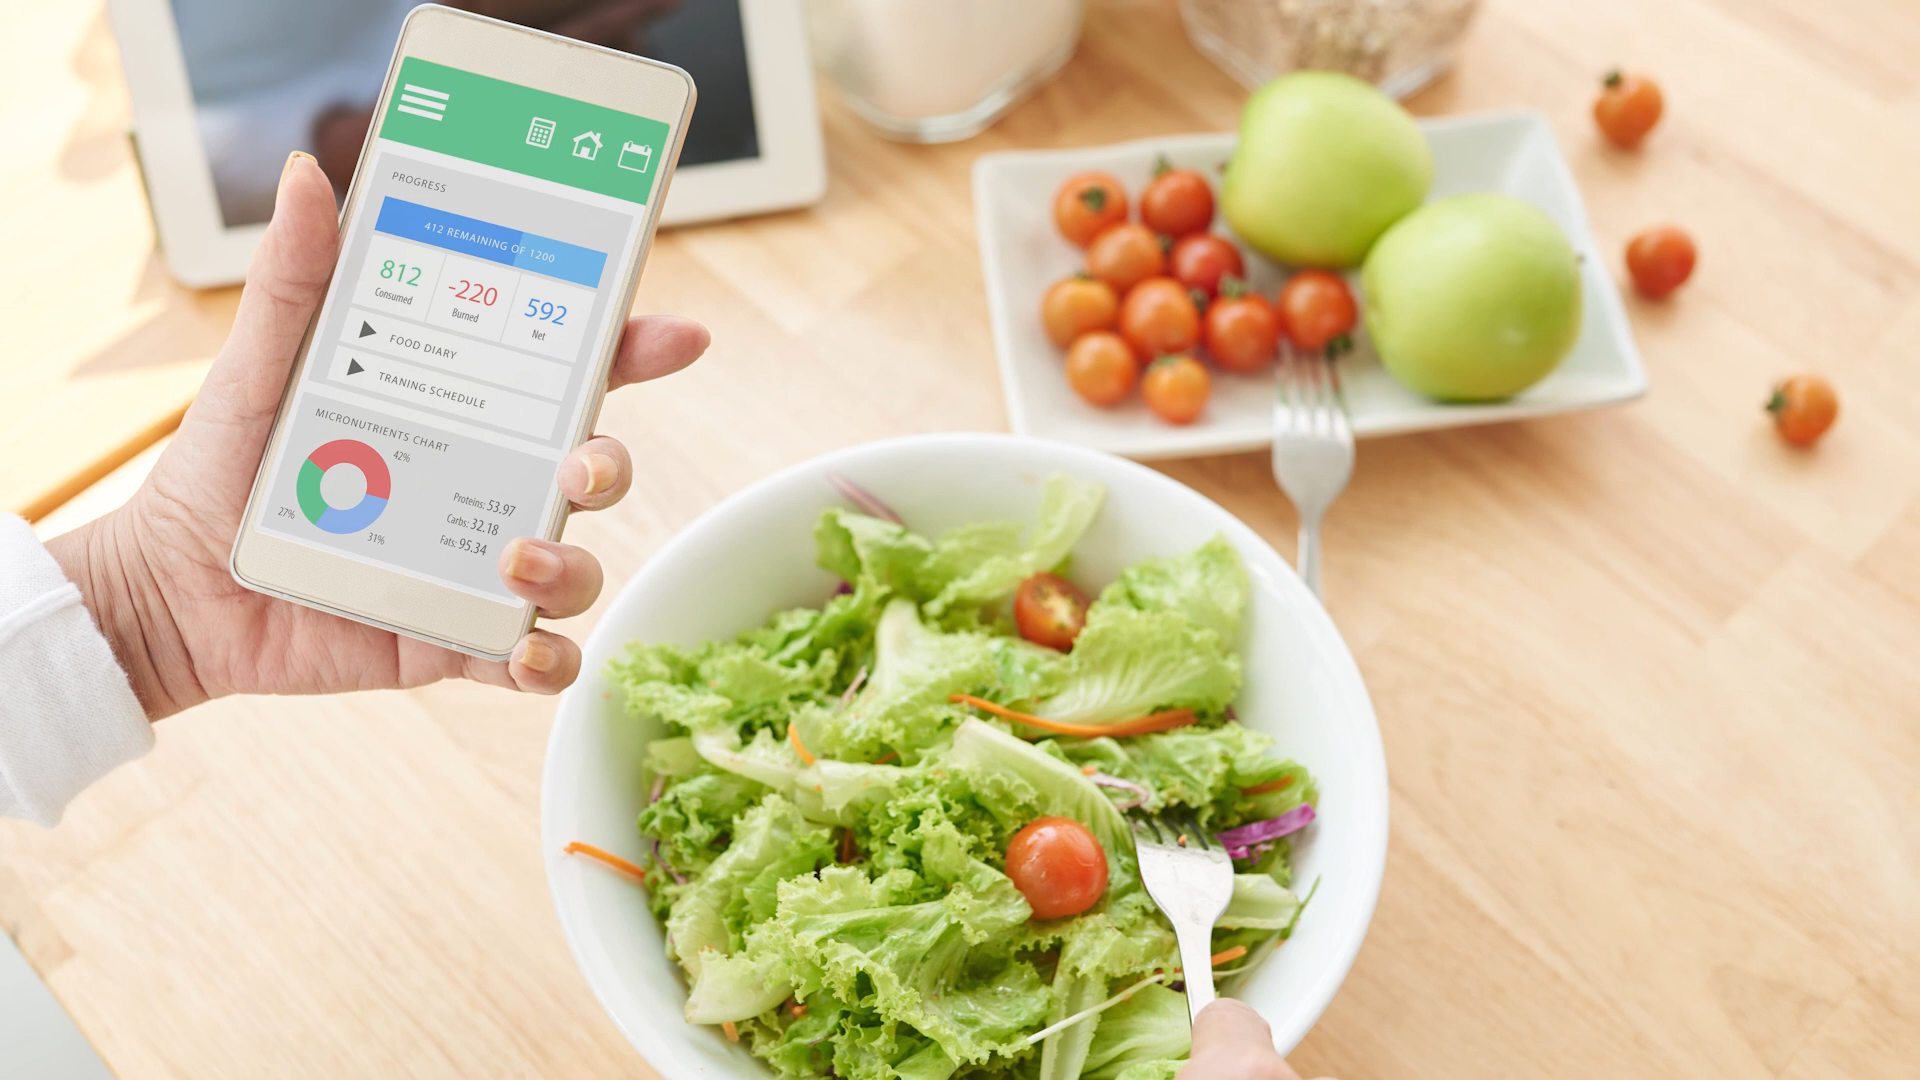 PROGRESS
412 REMAINING OF 1200
812 -220 592
Consumed Burned Net
FOOD DIARY
TRANING SCHEDULE
MICRONUTRIENTS CHART
42%
27%
31%
Proteins: 53.97
Carbs: 32.18
Fats: 95.34